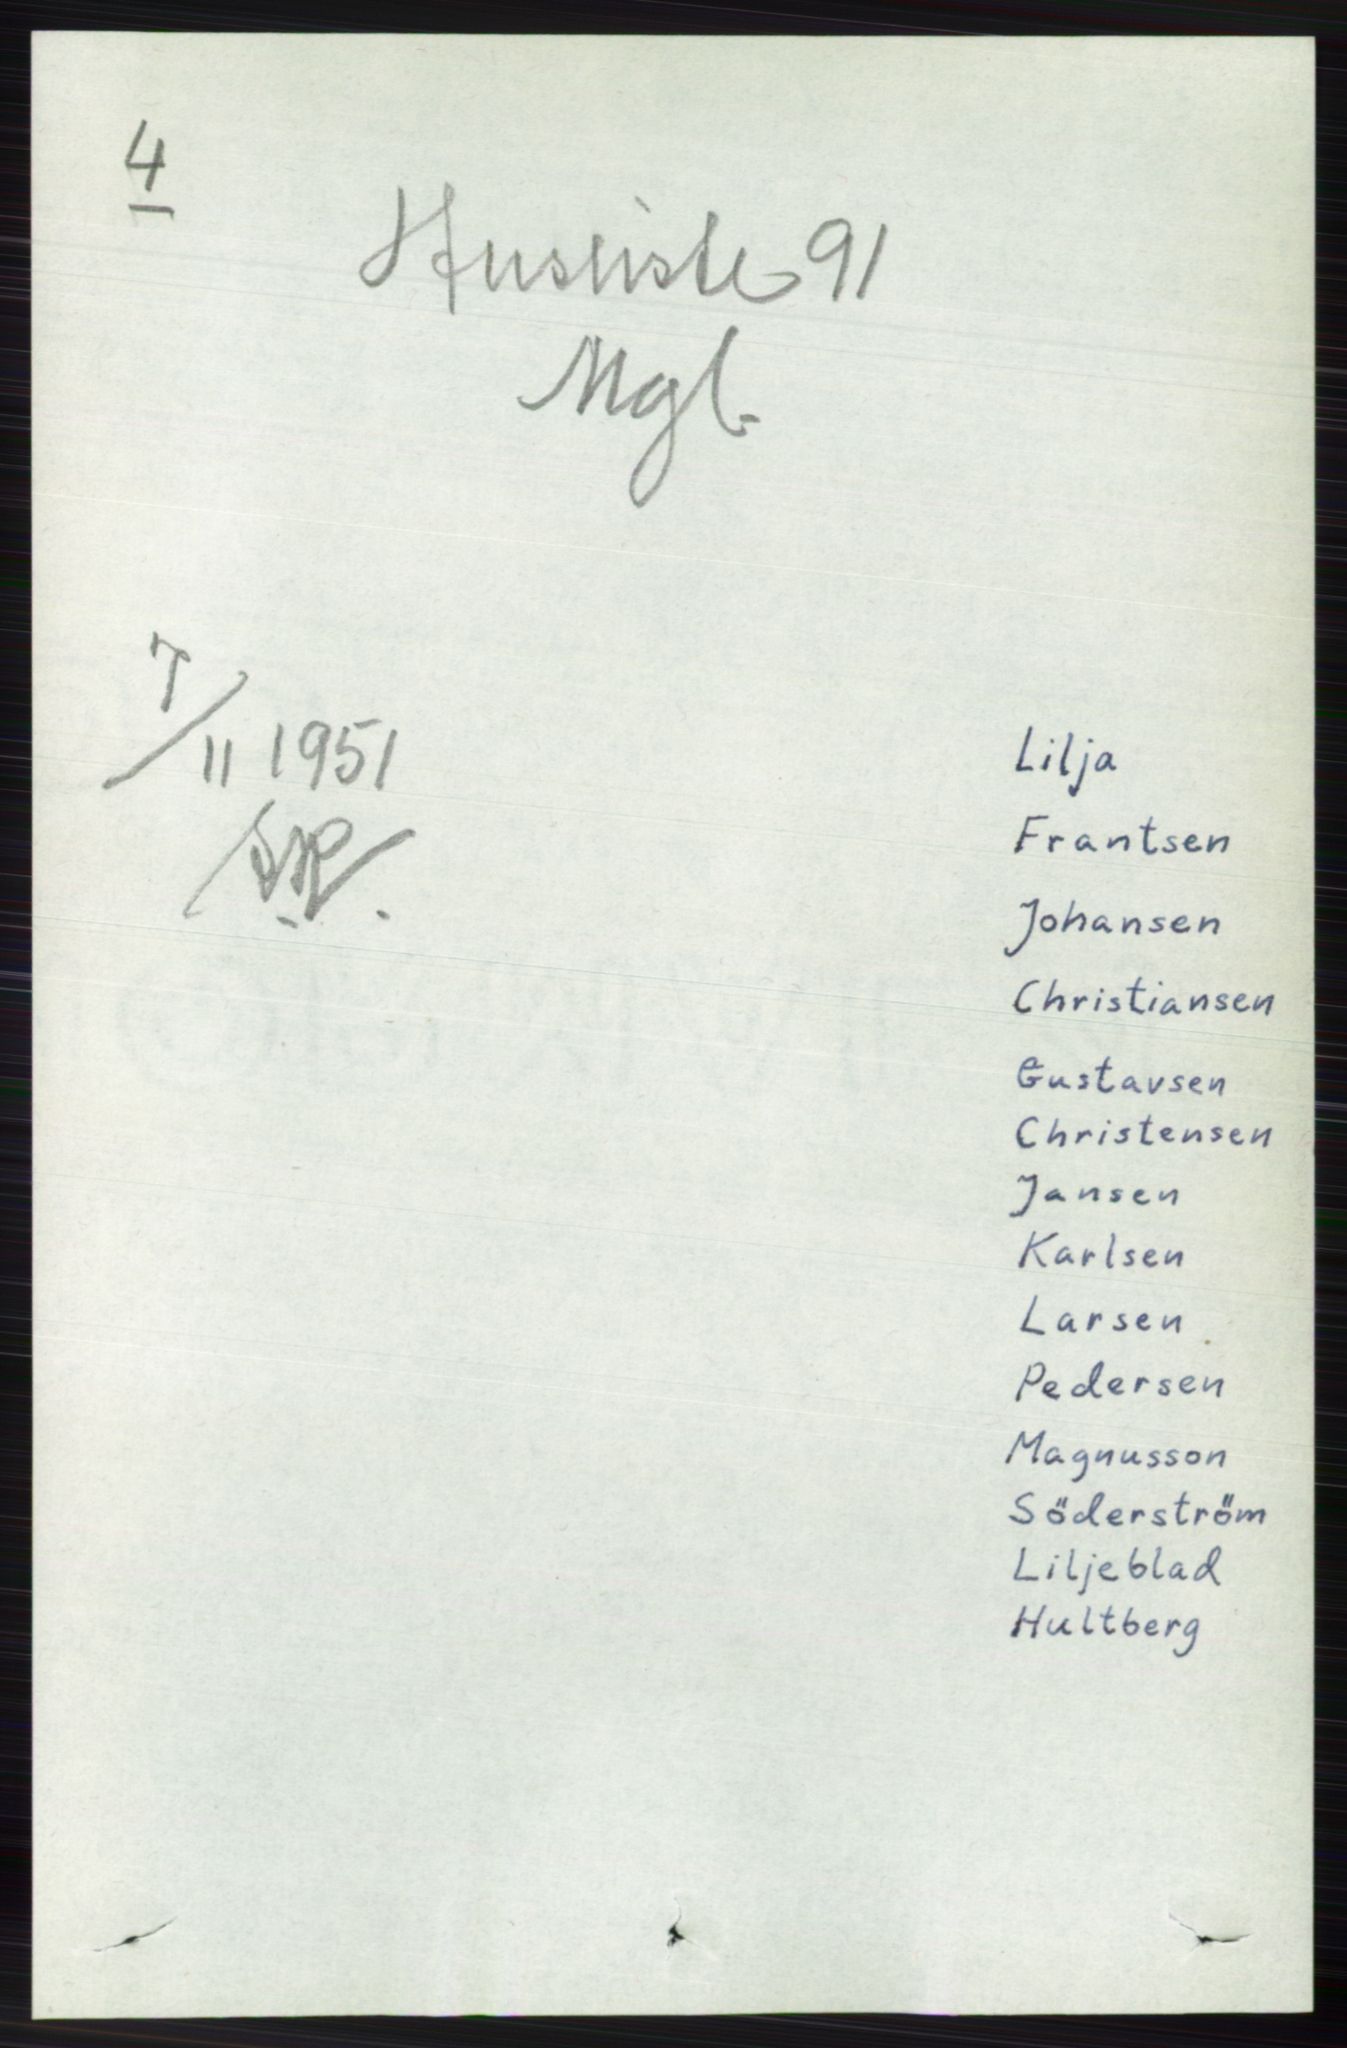 4
Husliste 91
Mgl.
7/11 1951
Lilja
Frantsen
Johansen
Christiansen
Gustavsen
Christensen
Jansen
Karlsen
Larsen
Pedersen
Magnusson
Söderström
Liljeblad
Hultberg